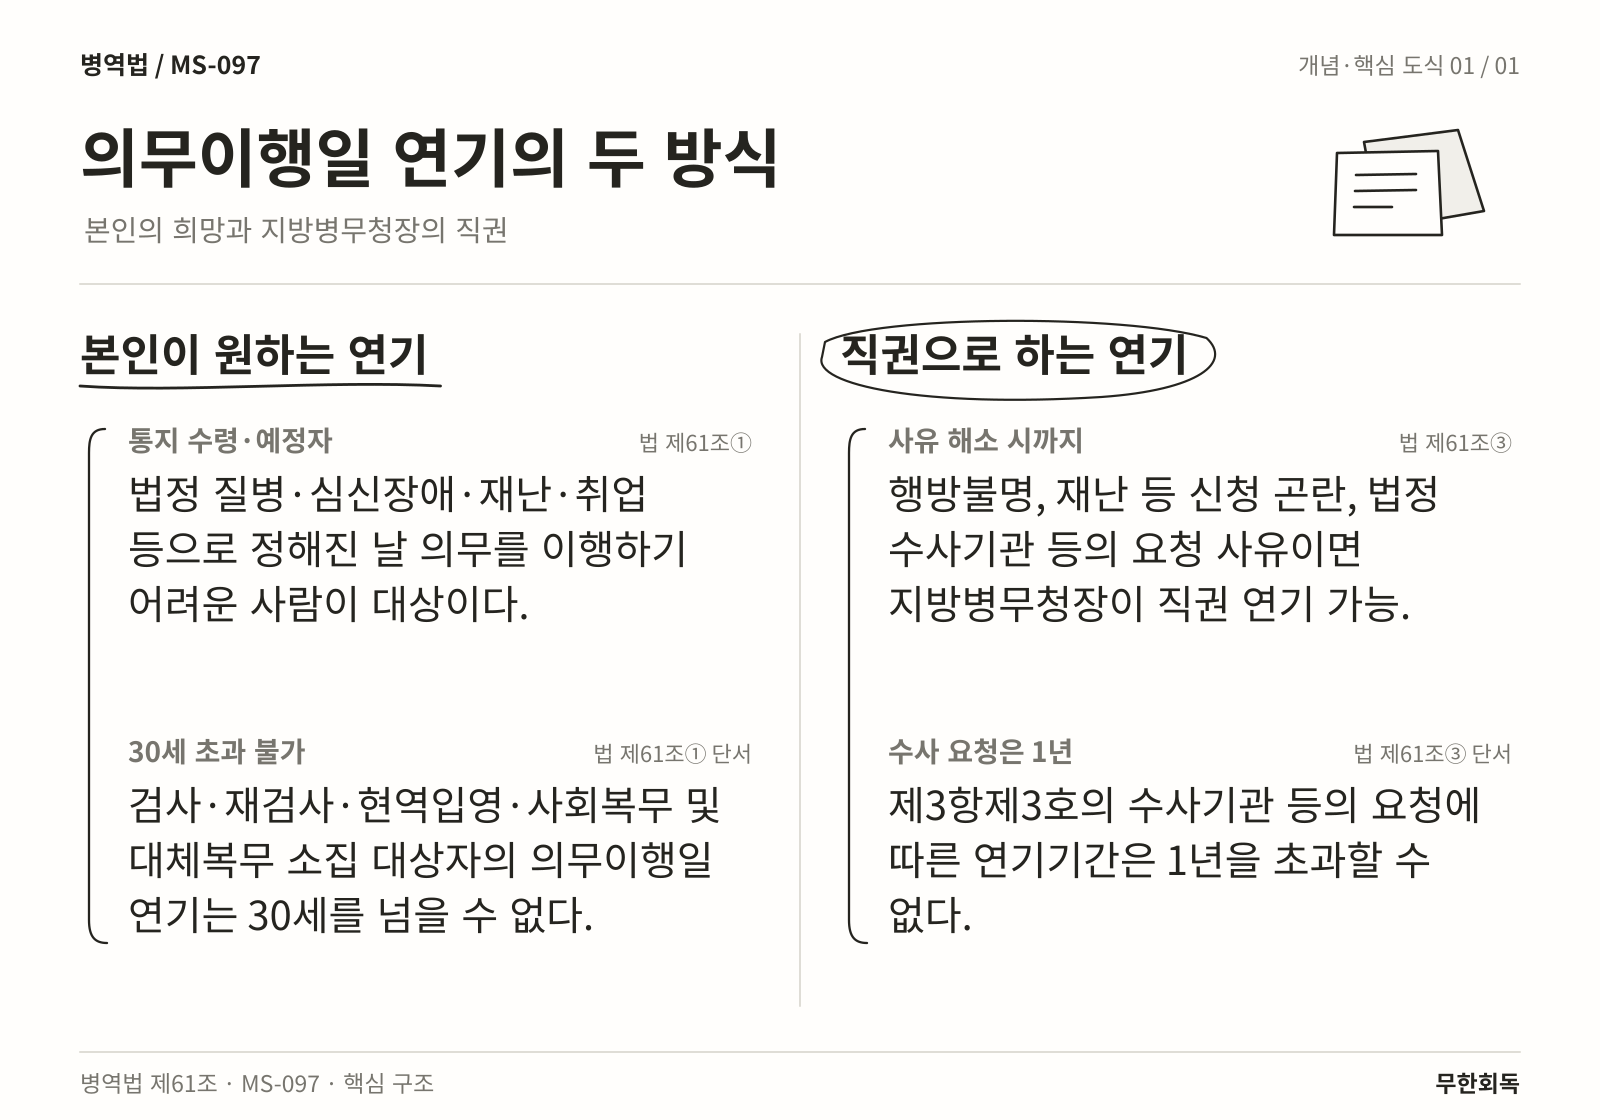 병역법 / MS-097
개념·핵심 도식 01 / 01
의무이행일 연기의 두 방식
본인의 희망과 지방병무청장의 직권
본인이 원하는 연기
통지 수령·예정자
법 제61조①
법정 질병·심신장애·재난·취업
등으로 정해진 날 의무를 이행하기
어려운 사람이 대상이다.
30세 초과 불가
법 제61조① 단서
검사·재검사·현역입영·사회복무 및
대체복무 소집 대상자의 의무이행일
연기는 30세를 넘을 수 없다.
직권으로 하는 연기
사유 해소 시까지
법 제61조③
행방불명, 재난 등 신청 곤란, 법정
수사기관 등의 요청 사유이면
지방병무청장이 직권 연기 가능.
수사 요청은 1년
법 제61조③ 단서
제3항제3호의 수사기관 등의 요청에
따른 연기기간은 1년을 초과할 수
없다.
병역법 제61조 · MS-097 · 핵심 구조
무한회독